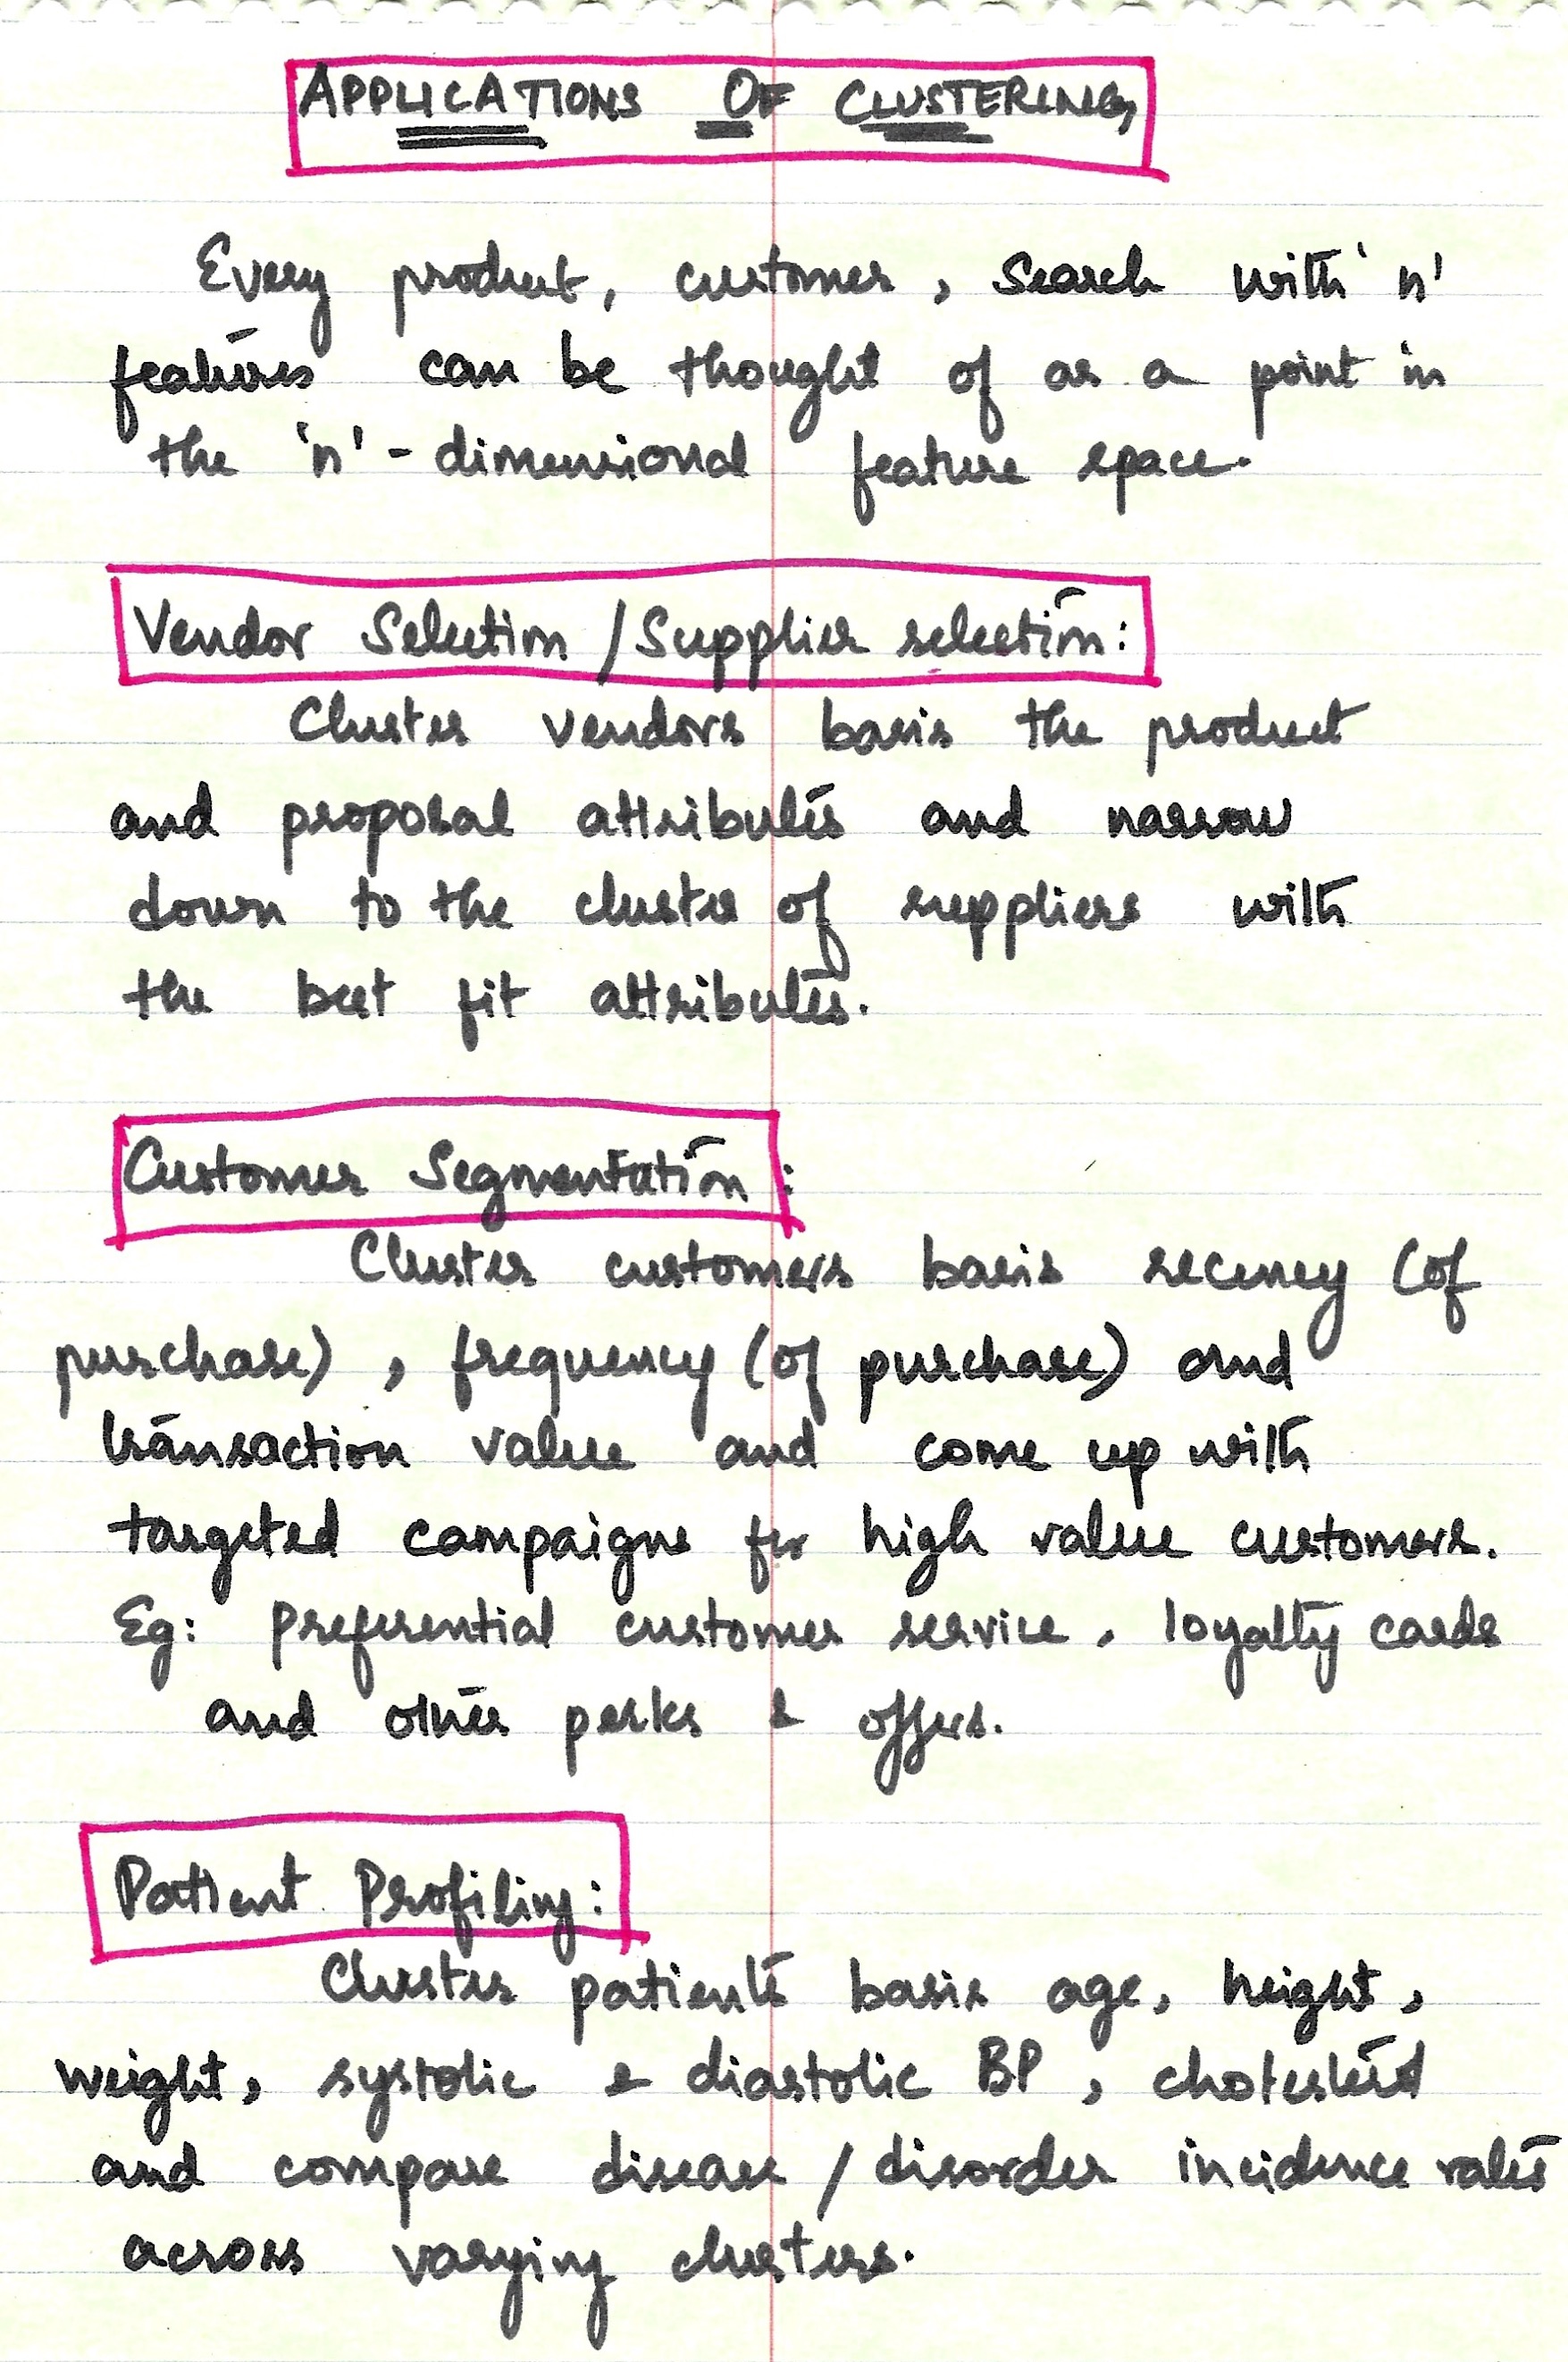 APPLICATIONS OF CLUSTERING
Every product, customer, search with 'n'
features can be thought of as a point in
the 'n'-dimensional feature space.
Vendor Selection / Supplier selection:
Cluster vendors basis the product
and proposal attributes and narrow
down to the cluster of suppliers with
the best fit attributes.
Customer Segmentation:
Cluster customers basis recency (of
purchase), frequency (of purchase) and
transaction value and come up with
targeted campaigns for high value customers.
Eg: preferential customer service, loyalty cards
and other perks & offers.
Patient Profiling:
Cluster patients basis age, height,
weight, systolic & diastolic BP, cholesterol
and compare disease / disorder incidence rates
across varying clusters.